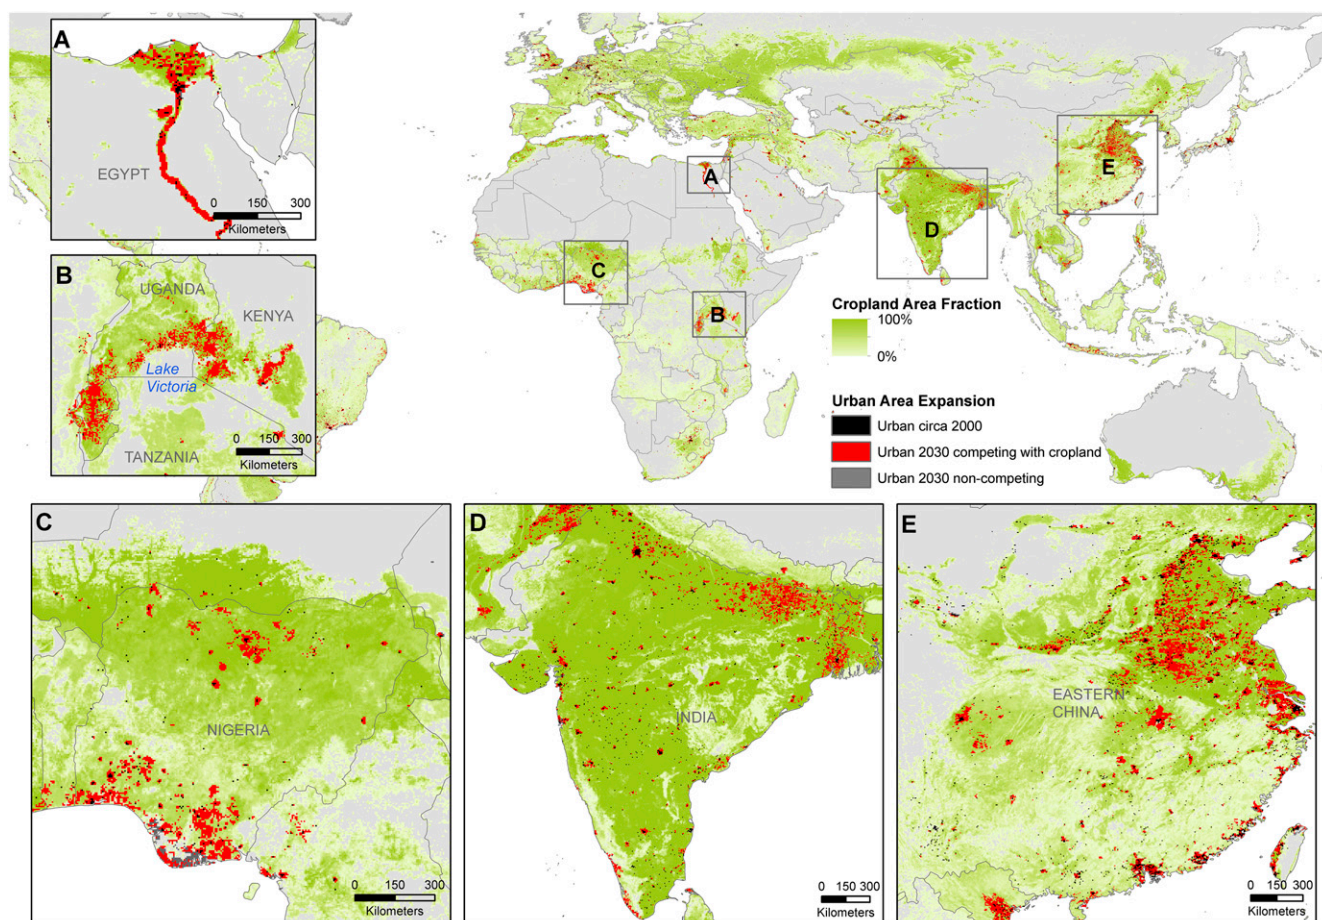 A
EGYPT
0 150 300
Kilometers
B
UGANDA
KENYA
Lake
Victoria
TANZANIA
0 150 300
Kilometers
A
B
C
D
E
Cropland Area Fraction
100%
0%
Urban Area Expansion
Urban circa 2000
Urban 2030 competing with cropland
Urban 2030 non-competing
C
NIGERIA
0 150 300
Kilometers
D
INDIA
0 150 300
Kilometers
E
EASTERN
CHINA
0 150 300
Kilometers